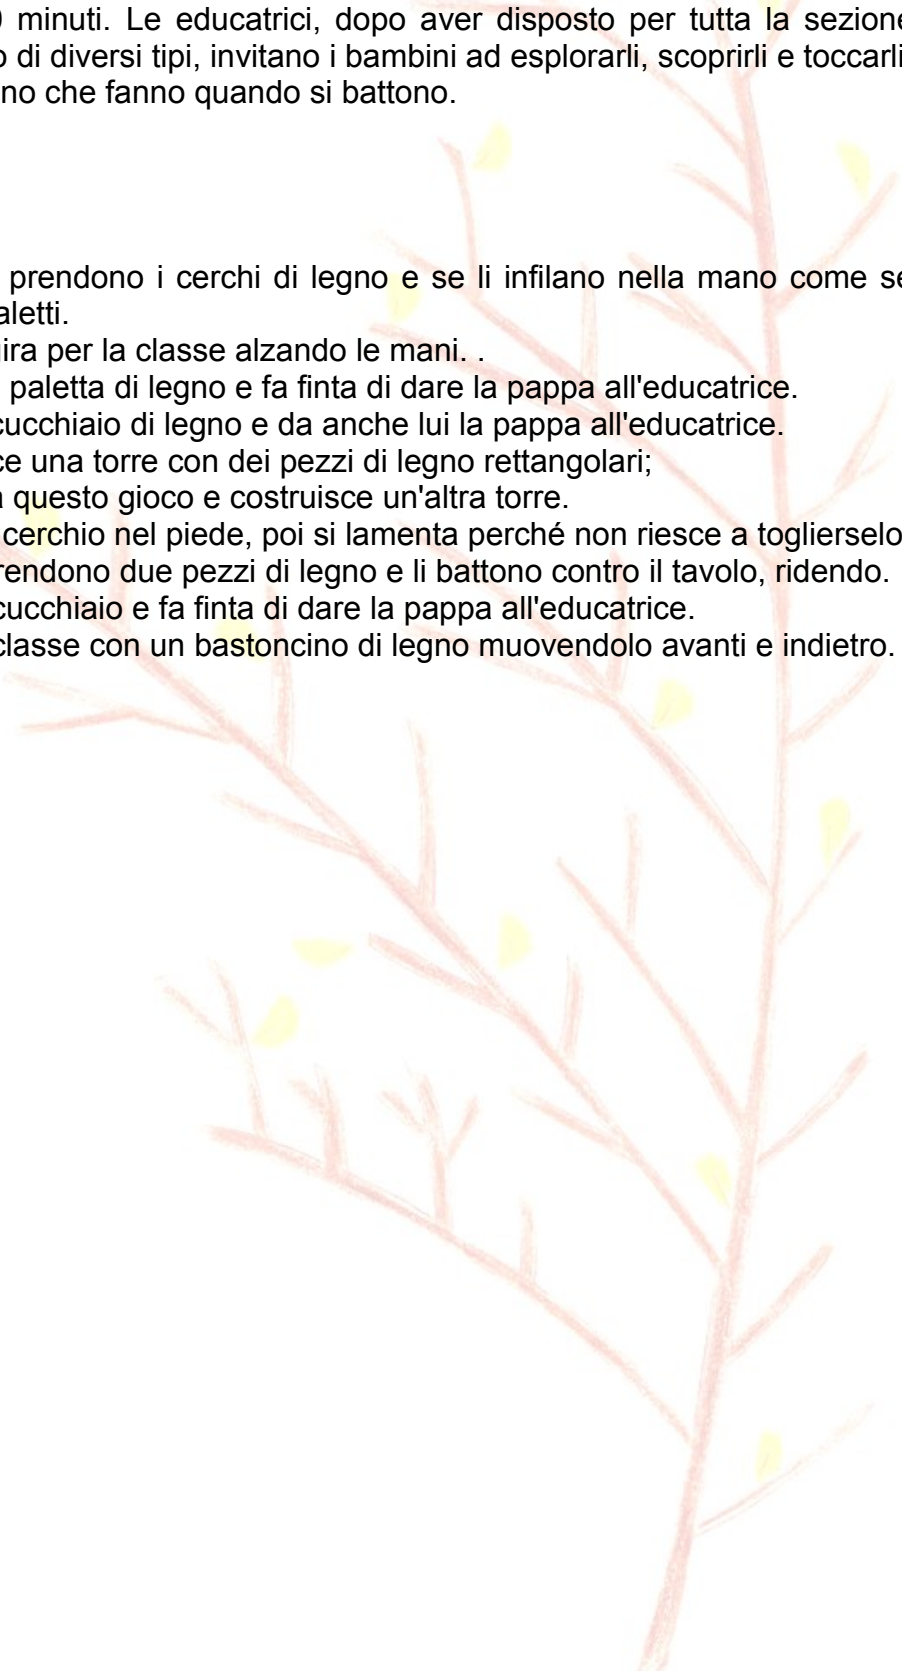 minuti. Le educatrici, dopo aver disposto per tutta la sezione
di diversi tipi, invitano i bambini ad esplorarli, scoprirli e toccarli
che fanno quando si battono.
prendono i cerchi di legno e se li infilano nella mano come se
per la classe alzando le mani. .
paletta di legno e fa finta di dare la pappa all'educatrice.
cucchiaio di legno e da anche lui la pappa all'educatrice.
una torre con dei pezzi di legno rettangolari;
questo gioco e costruisce un'altra torre.
cerchio nel piede, poi si lamenta perché non riesce a toglierselo
due pezzi di legno e li battono contro il tavolo, ridendo.
cucchiaio e fa finta di dare la pappa all'educatrice.
classe con un bastoncino di legno muovendolo avanti e indietro.